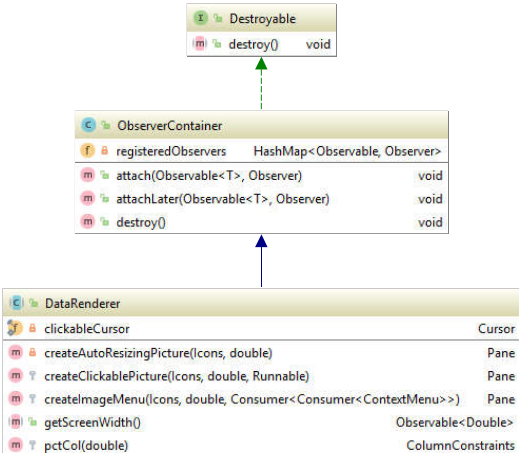 Destroyable
destroy() void
ObserverContainer
registeredObservers HashMap<Observable, Observer>
attach(Observable<T>, Observer) void
attachLater(Observable<T>, Observer) void
destroy() void
DataRenderer
clickableCursor Cursor
createAutoResizingPicture(Icons, double) Pane
createClickablePicture(Icons, double, Runnable) Pane
createImageMenu(Icons, double, Consumer<Consumer<ContextMenu>>) Pane
getScreenWidth() Observable<Double>
pctCol(double) ColumnConstraints